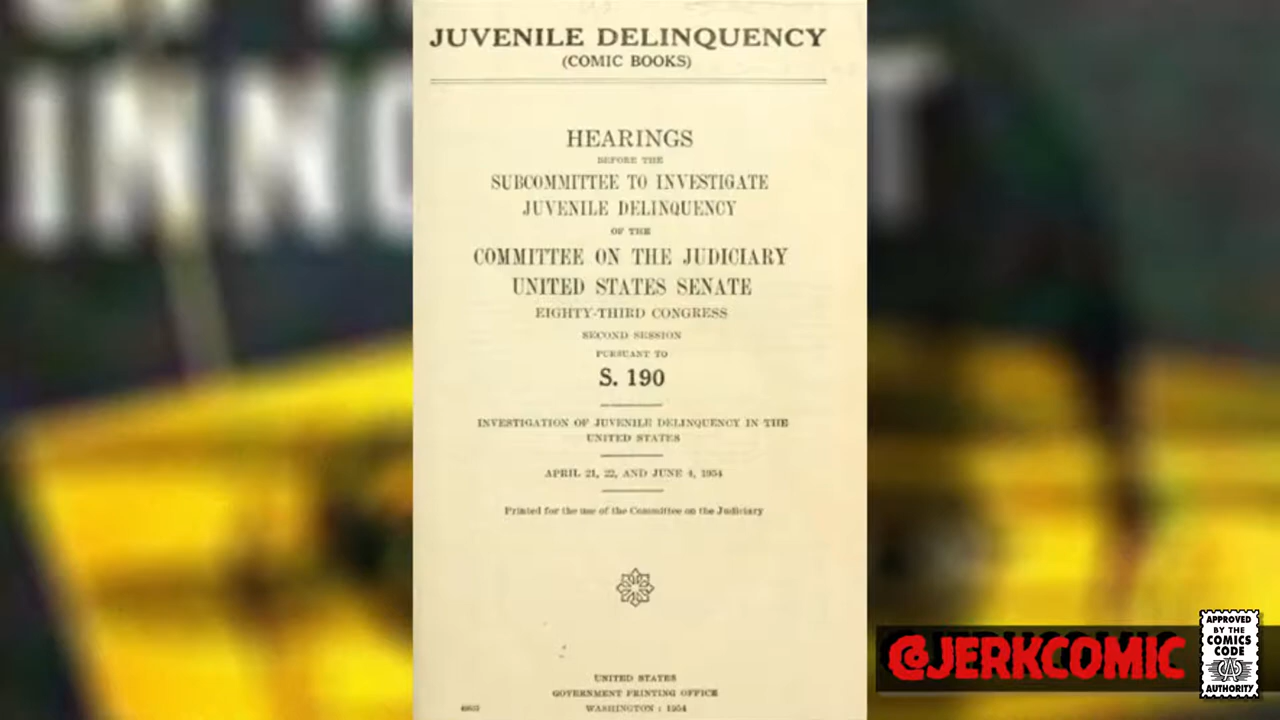 JUVENILE DELINQUENCY
(COMIC BOOKS)
HEARINGS
BEFORE THE
SUBCOMMITTEE TO INVESTIGATE
JUVENILE DELINQUENCY
OF THE
COMMITTEE ON THE JUDICIARY
UNITED STATES SENATE
EIGHTY-THIRD CONGRESS
SECOND SESSION
PURSUANT TO
S. 190
INVESTIGATION OF JUVENILE DELINQUENCY IN THE
UNITED STATES
APRIL 21, 22, AND JUNE 4, 1954
Printed for the use of the Committee on the Judiciary
UNITED STATES
GOVERNMENT PRINTING OFFICE
WASHINGTON : 1954
@JERKCOMIC
APPROVED
BY THE
COMICS
CODE
AUTHORITY